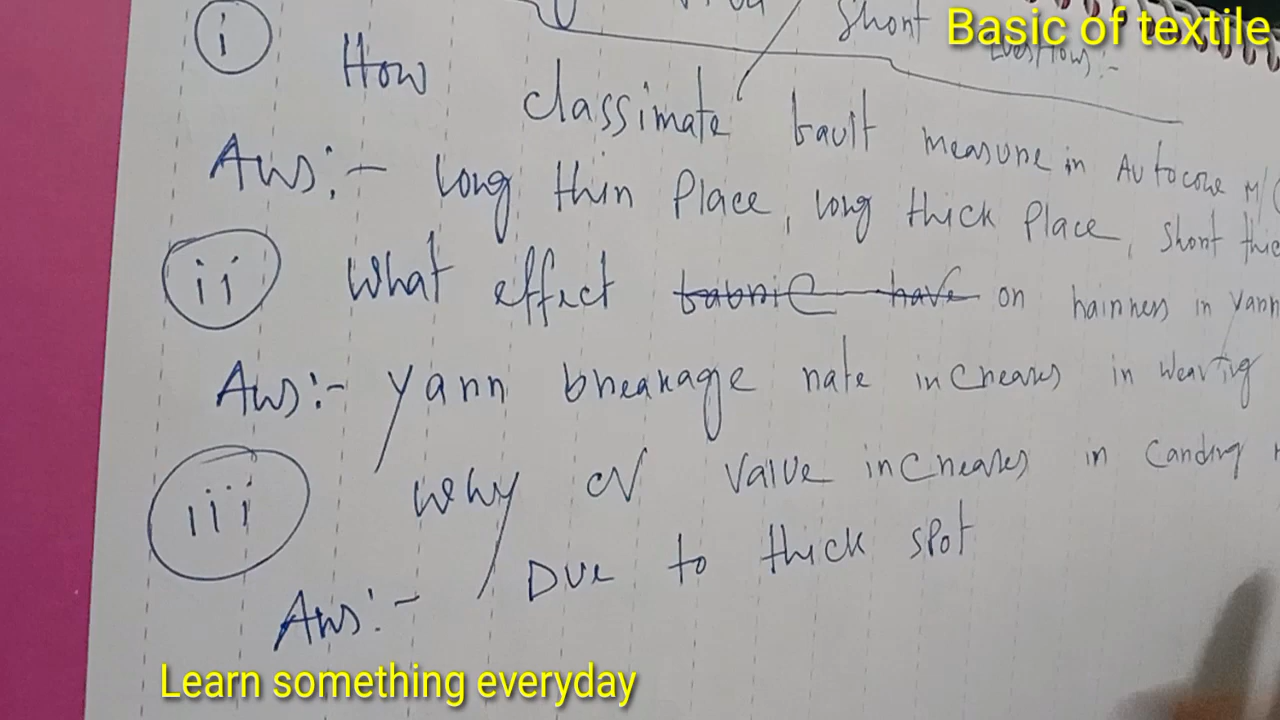 Basic of textile
Short
Questions:-
i How classimate fault measure in Autocone M/C
Ans:- Long thin Place, long thick Place, Short thic
ii What effect fabric have on hairiness in Yarn
Ans:- Yarn breakage rate increases in weaving
iii Why CV Value increases in Carding
Ans:- Due to thick spot
Learn something everyday